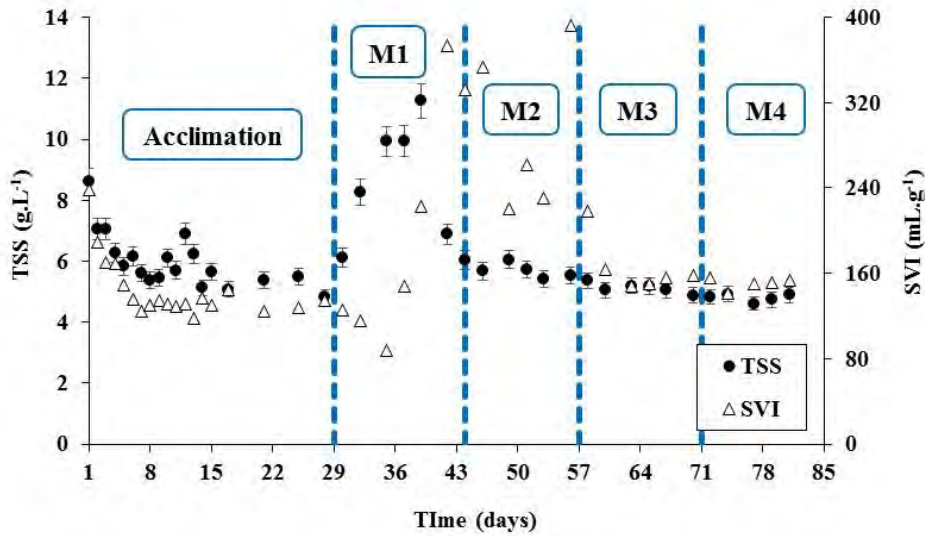 14
12
10
8
6
4
2
0
TSS (g.L-1)
400
320
240
160
80
0
SVI (mL.g-1)
Acclimation
M1
M2
M3
M4
TSS
SVI
1 8 15 22 29 36 43 50 57 64 71 78 85
TIme (days)